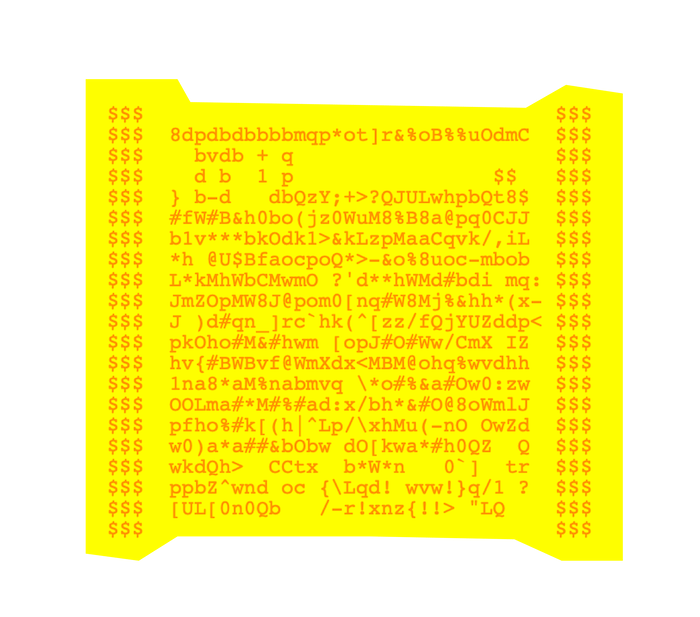 $$$                                 $$$
$$$  8dpdbdbbbbmqp*ot]r&%oB%%uOdmC  $$$
$$$    bvdb + q                     $$$
$$$    d b  1 p                $$   $$$
$$$  } b-d   dbQzY;+>?QJULwhpbQt8$  $$$
$$$  #fW#B&h0bo(jz0WuM8%B8a@pq0CJJ  $$$
$$$  b1v***bkOdk1>&kLzpMaaCqvk/,iL  $$$
$$$  *h @U$BfaocpoQ*>-&o%8uoc-mbob  $$$
$$$  L*kMhWbCMwmO ?'d**hWMd#bdi mq: $$$
$$$  JmZOpMW8J@pom0[nq#W8Mj%&hh*(x- $$$
$$$  J )d#qn_]rc`hk(^[zz/fQjYUZddp< $$$
$$$  pkOho#M&#hwm [opJ#O#Ww/CmX IZ  $$$
$$$  hv{#BWBvf@WmXdx<MBM@ohq%wvdhh  $$$
$$$  1na8*aM%nabmvq \*o#%&a#Ow0:zw  $$$
$$$  OOLma#*M#%#ad:x/bh*&#O@8oWmlJ  $$$
$$$  pfho%#k[(h|^Lp/\xhMu(-nO OwZd  $$$
$$$  w0)a*a##&bObw dO[kwa*#h0QZ  Q  $$$
$$$  wkdQh>  CCtx  b*W*n   0`]  tr  $$$
$$$  ppbZ^wnd oc {\Lqd! wvw!}q/1 ?  $$$
$$$  [UL[0n0Qb   /-r!xnz{!!> "LQ    $$$
$$$                                 $$$